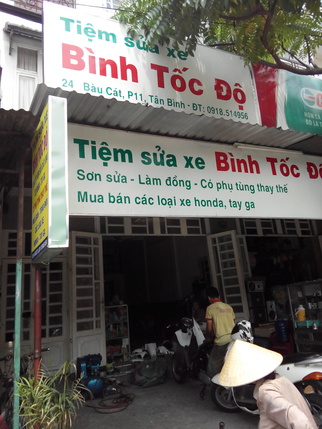 Tiệm sửa xe
Bình Tốc Độ
24 Bàu Cát, P11, Tân Bình - ĐT: 0918.514956
Tiệm sửa xe Bình Tốc Độ
Sơn sửa - Làm đồng - Có phụ tùng thay thế
Mua bán các loại xe honda, tay ga